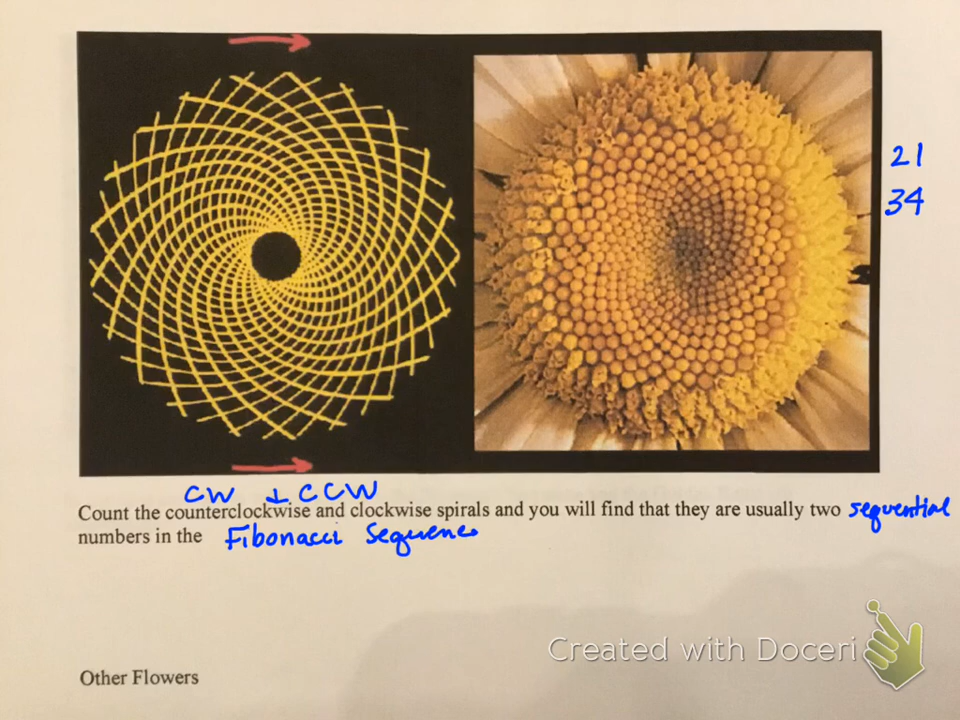 21
34
CW + CCW
Count the counterclockwise and clockwise spirals and you will find that they are usually two sequential
numbers in the Fibonacci Sequence
Created with Doceri
Other Flowers